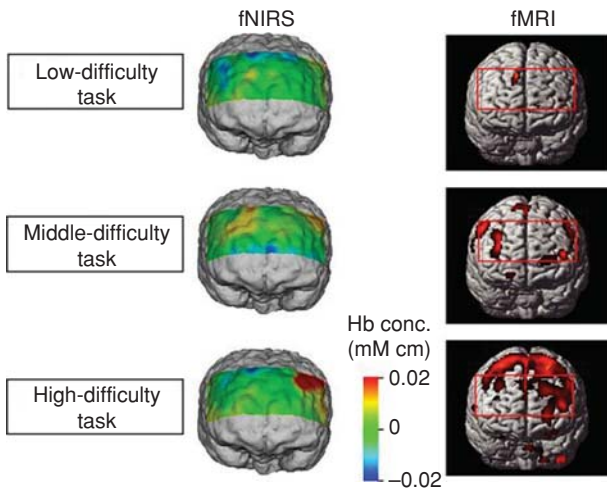 fNIRS
fMRI
Low-difficulty
task
Middle-difficulty
task
Hb conc.
(mM cm)
0.02
0
−0.02
High-difficulty
task